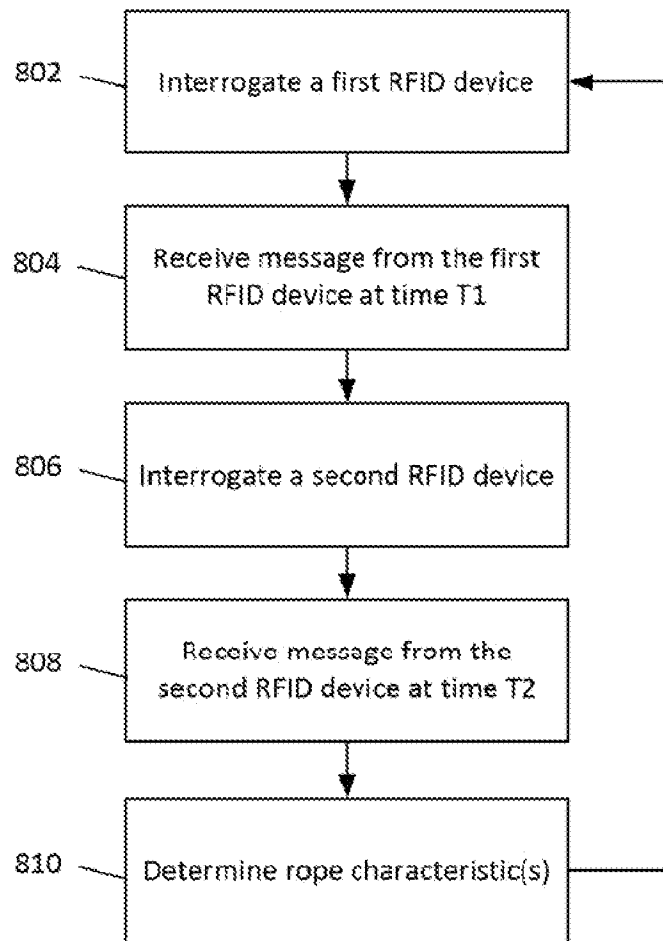 802
Interrogate a first RFID device
804
Receive message from the first
RFID device at time T1
806
Interrogate a second RFID device
808
Receive message from the
second RFID device at time T2
810
Determine rope characteristic(s)